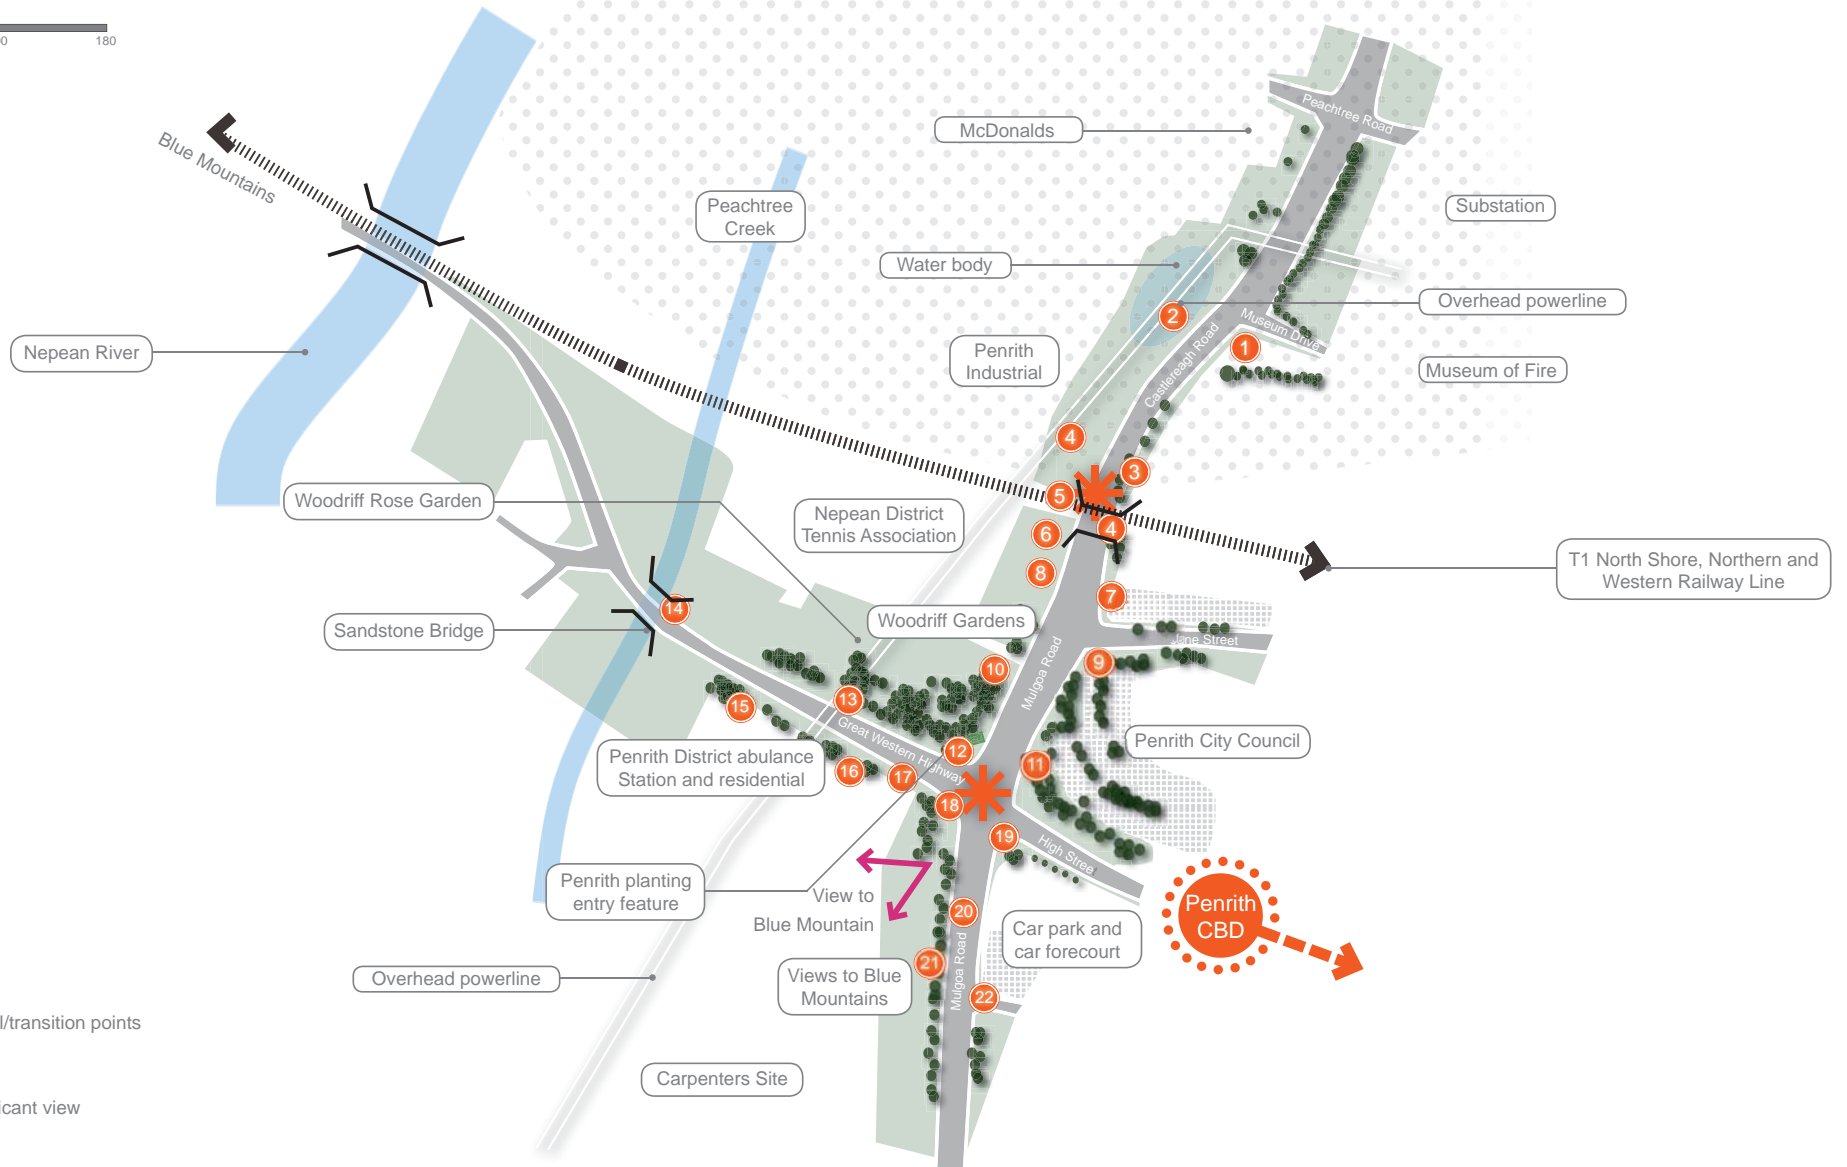 180
Blue Mountains
McDonalds
Peachtree Road
Peachtree
Creek
Substation
Water body
Overhead powerline
Museum Drive
2
1
Nepean River
Penrith
Industrial
Castlereagh Road
Museum of Fire
4
3
5
Woodriff Rose Garden
Nepean District
Tennis Association
6
4
T1 North Shore, Northern and
Western Railway Line
8
7
14
Sandstone Bridge
Woodriff Gardens
Jane Street
Mulgoa Road
10
9
15
13
Great Western Highway
12
Penrith City Council
Penrith District abulance
Station and residential
16
17
11
18
19
High Street
Penrith planting
entry feature
View to
Blue Mountain
20
Car park and
car forecourt
Penrith
CBD
Overhead powerline
21
Views to Blue
Mountains
Mulgoa Road
22
l/transition points
Carpenters Site
icant view